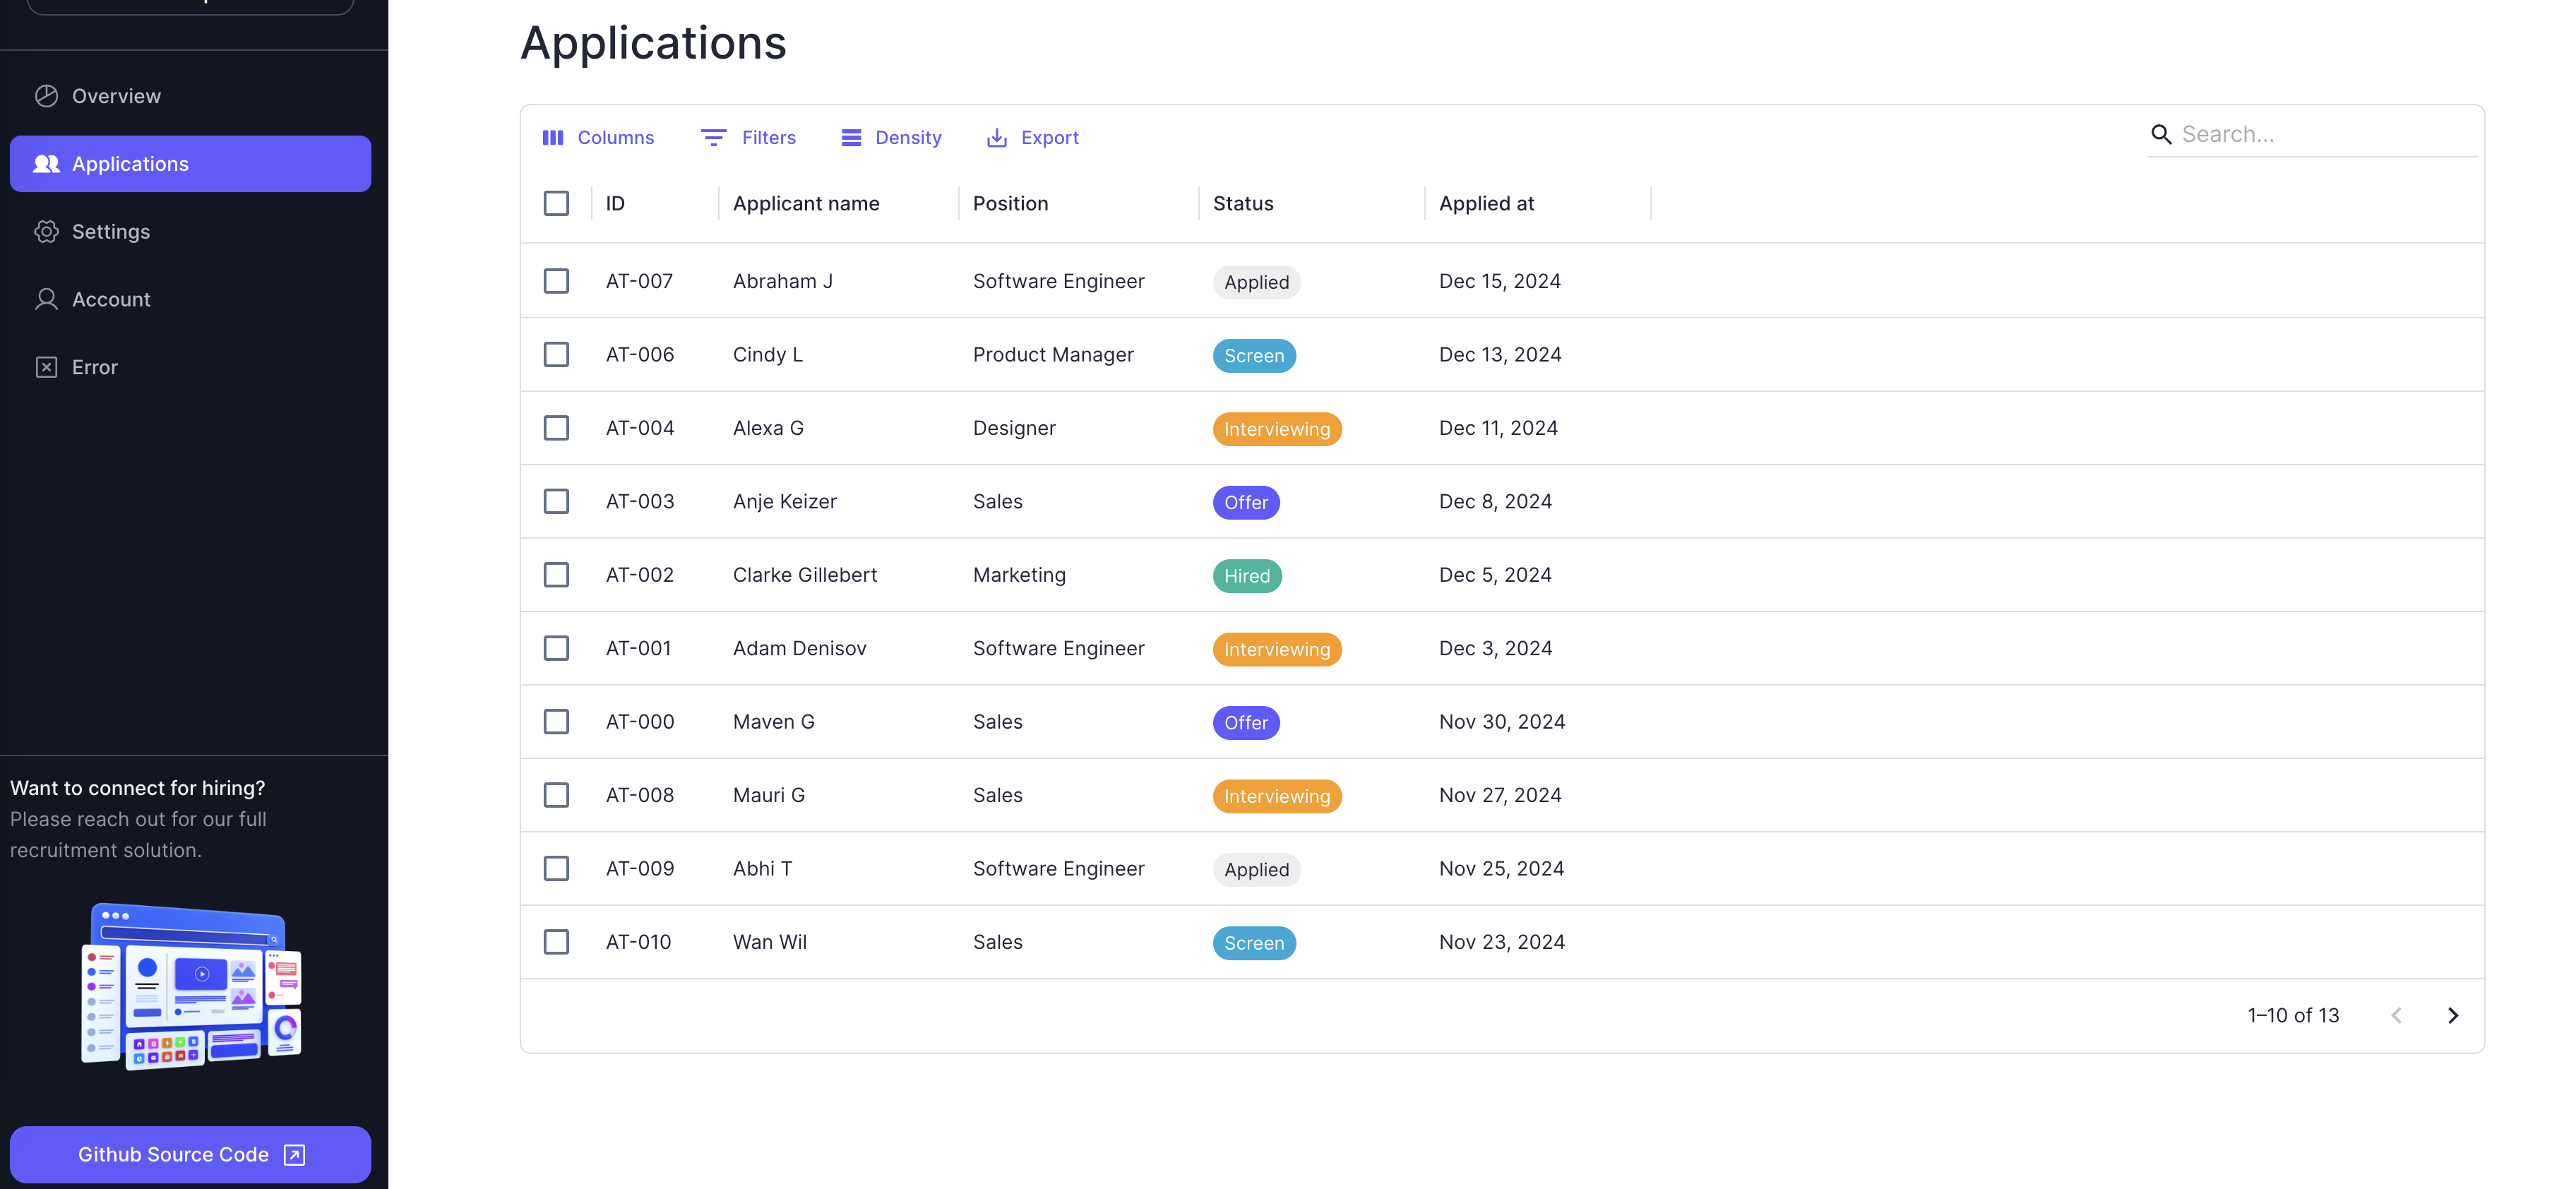 Overview
Applications
Settings
Account
Error
Want to connect for hiring?
Please reach out for our full
recruitment solution.
Github Source Code
Applications
Columns Filters Density Export Search...
ID Applicant name Position Status Applied at
AT-007 Abraham J Software Engineer Applied Dec 15, 2024
AT-006 Cindy L Product Manager Screen Dec 13, 2024
AT-004 Alexa G Designer Interviewing Dec 11, 2024
AT-003 Anje Keizer Sales Offer Dec 8, 2024
AT-002 Clarke Gillebert Marketing Hired Dec 5, 2024
AT-001 Adam Denisov Software Engineer Interviewing Dec 3, 2024
AT-000 Maven G Sales Offer Nov 30, 2024
AT-008 Mauri G Sales Interviewing Nov 27, 2024
AT-009 Abhi T Software Engineer Applied Nov 25, 2024
AT-010 Wan Wil Sales Screen Nov 23, 2024
1–10 of 13